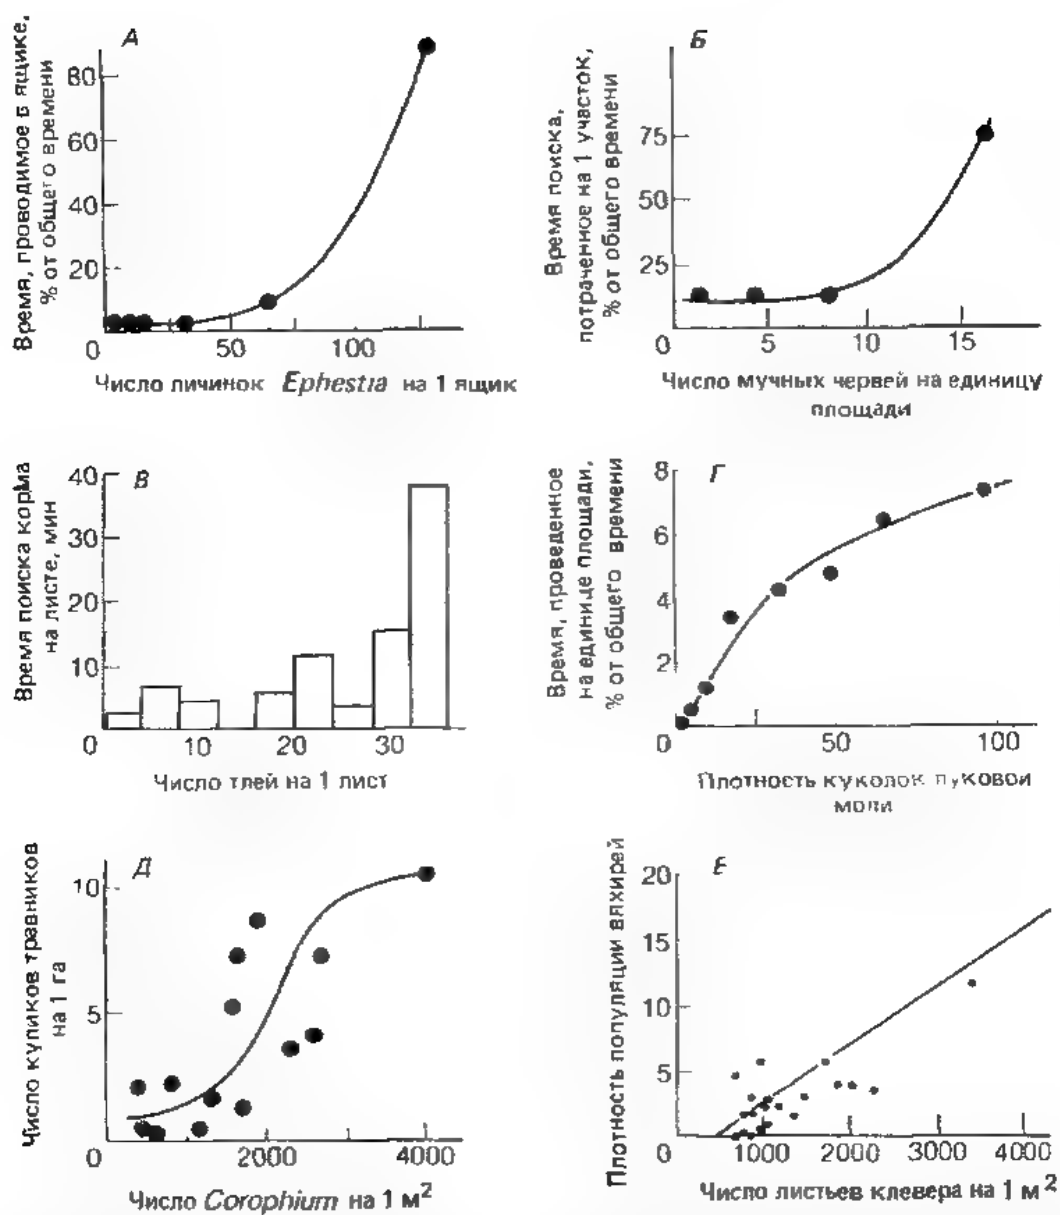 А
Время, проводимое в ящике,
% от общего времени
80
60
40
20
0
50
100
Число личинок Ephestia на 1 ящик
Б
Время поиска,
потраченное на 1 участок,
% от общего времени
75
50
25
0
5
10
15
Число мучных червей на единицу
площади
В
Время поиска корма
на листе, мин
40
30
20
10
0
10
20
30
Число тлей на 1 лист
Г
Время, проведенное
на единице площади,
% от общего времени
8
6
4
2
0
50
100
Плотность куколок луковой
моли
Д
Число куликов травников
на 1 га
10
5
0
2000
4000
Число Corophium на 1 м²
Е
Плотность популяции вяхирей
20
15
10
5
0
1000
2000
3000
4000
Число листьев клевера на 1 м²